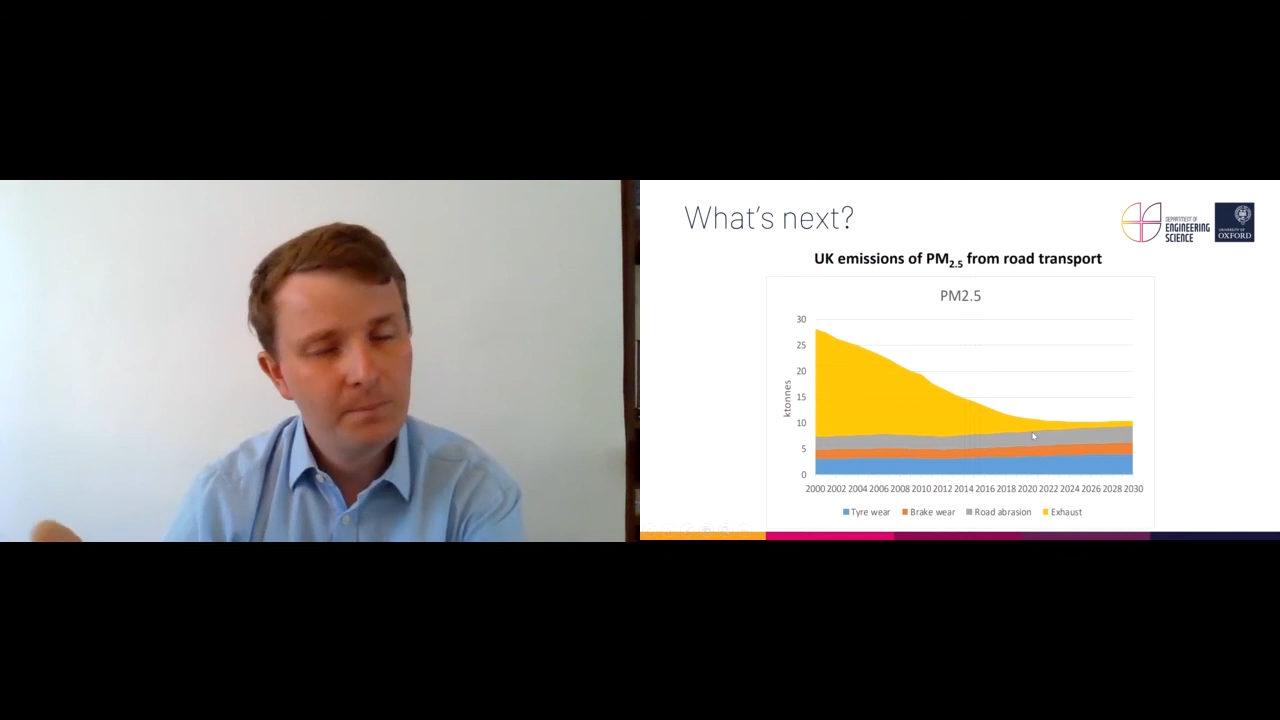 What's next?
DEPARTMENT OF
ENGINEERING
SCIENCE
UNIVERSITY OF
OXFORD
UK emissions of PM2.5 from road transport
PM2.5
30
25
20
15
10
5
0
ktonnes
2000 2002 2004 2006 2008 2010 2012 2014 2016 2018 2020 2022 2024 2026 2028 2030
Tyre wear Brake wear Road abrasion Exhaust